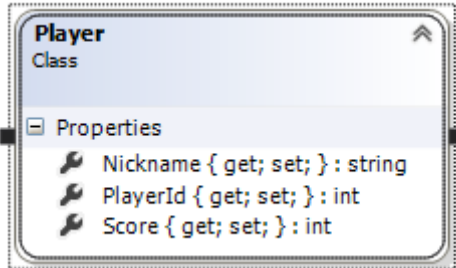 Player
Class
Properties
Nickname { get; set; } : string
PlayerId { get; set; } : int
Score { get; set; } : int